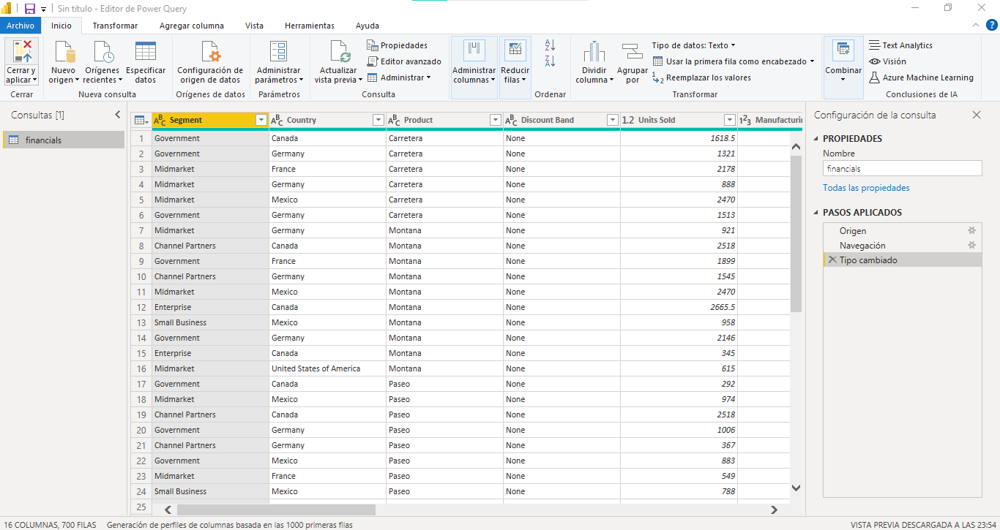 Sin título - Editor de Power Query
Archivo Inicio Transformar Agregar columna Vista Herramientas Ayuda
Cerrar y aplicar
Cerrar
Nuevo origen Orígenes recientes Especificar datos
Nueva consulta
Configuración de origen de datos
Orígenes de datos
Administrar parámetros
Parámetros
Actualizar vista previa
Propiedades
Editor avanzado
Administrar
Consulta
Administrar columnas
Reducir filas
Ordenar
Dividir columna
Agrupar por
Tipo de datos: Texto
Usar la primera fila como encabezado
Reemplazar los valores
Transformar
Combinar
Text Analytics
Visión
Azure Machine Learning
Conclusiones de IA
Consultas [1]
financials
Segment Country Product Discount Band 1.2 Units Sold 123 Manufacturin
1 Government Canada Carretera None 1618.5
2 Government Germany Carretera None 1321
3 Midmarket France Carretera None 2178
4 Midmarket Germany Carretera None 888
5 Midmarket Mexico Carretera None 2470
6 Government Germany Carretera None 1513
7 Midmarket Germany Montana None 921
8 Channel Partners Canada Montana None 2518
9 Government France Montana None 1899
10 Channel Partners Germany Montana None 1545
11 Midmarket Mexico Montana None 2470
12 Enterprise Canada Montana None 2665.5
13 Small Business Mexico Montana None 958
14 Government Germany Montana None 2146
15 Enterprise Canada Montana None 345
16 Midmarket United States of America Montana None 615
17 Government Canada Paseo None 292
18 Midmarket Mexico Paseo None 974
19 Channel Partners Canada Paseo None 2518
20 Government Germany Paseo None 1006
21 Channel Partners Germany Paseo None 367
22 Government Mexico Paseo None 883
23 Midmarket France Paseo None 549
24 Small Business Mexico Paseo None 788
25
Configuración de la consulta
PROPIEDADES
Nombre
financials
Todas las propiedades
PASOS APLICADOS
Origen
Navegación
Tipo cambiado
16 COLUMNAS, 700 FILAS Generación de perfiles de columnas basada en las 1000 primeras filas
VISTA PREVIA DESCARGADA A LAS 23:54